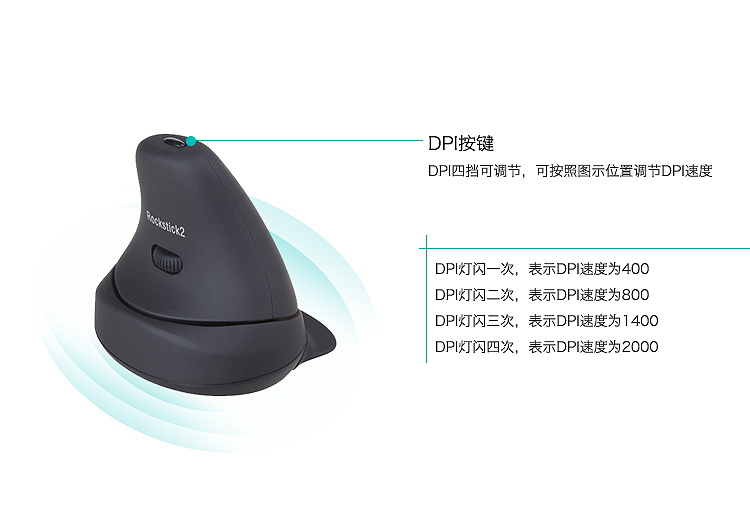 DPI按键
DPI四挡可调节，可按照图示位置调节DPI速度
Rockstick2
DPI灯闪一次，表示DPI速度为400
DPI灯闪二次，表示DPI速度为800
DPI灯闪三次，表示DPI速度为1400
DPI灯闪四次，表示DPI速度为2000